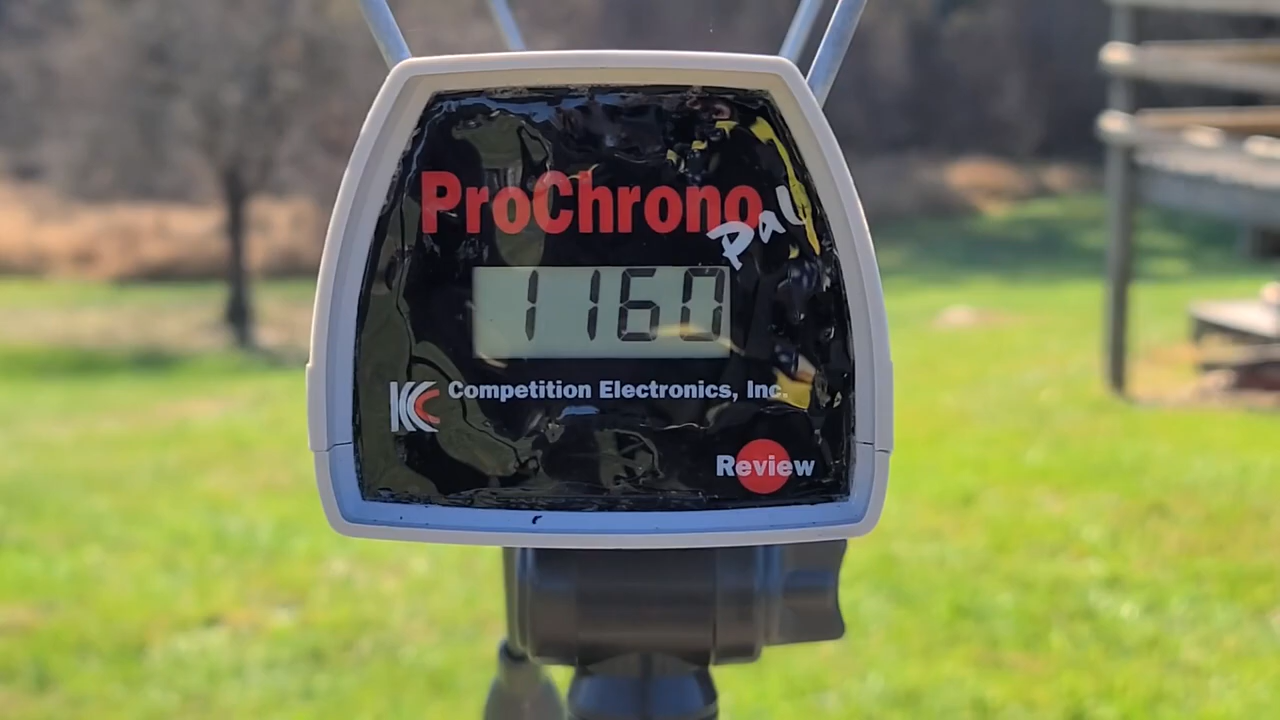 ProChrono
Pal
1160
Competition Electronics, Inc.
Review